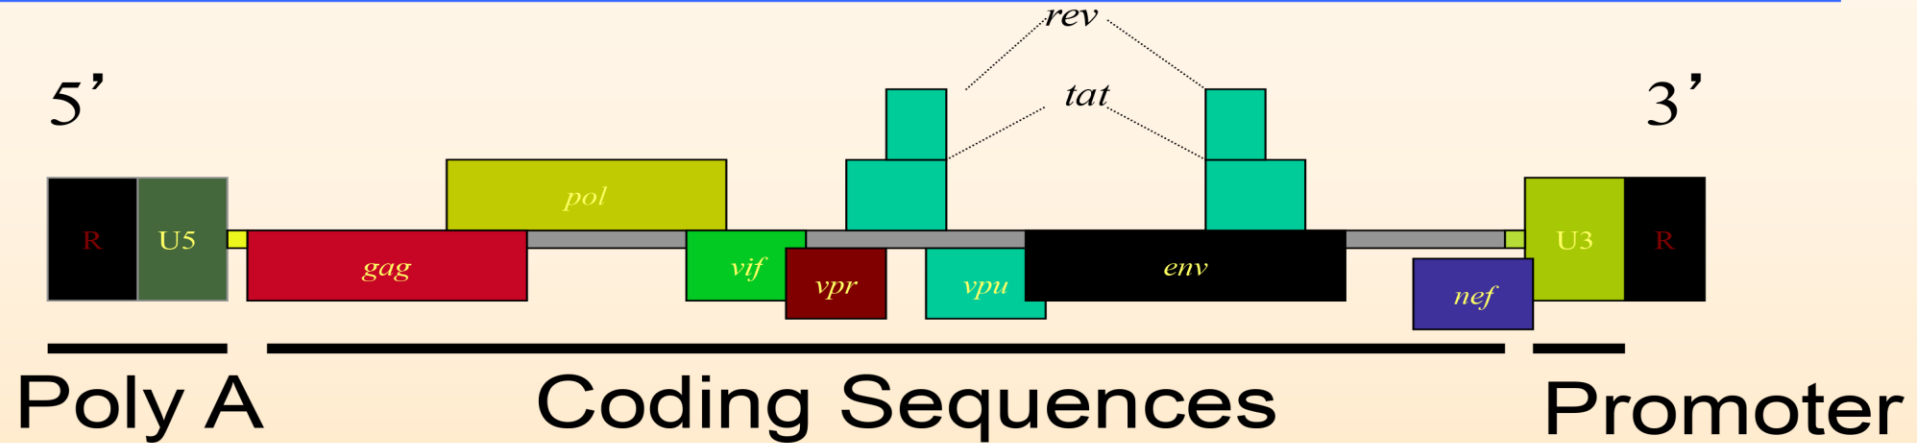 rev
5’
tat
3’
pol
R U5 U3 R
gag vif vpr vpu env nef
Poly A Coding Sequences Promoter